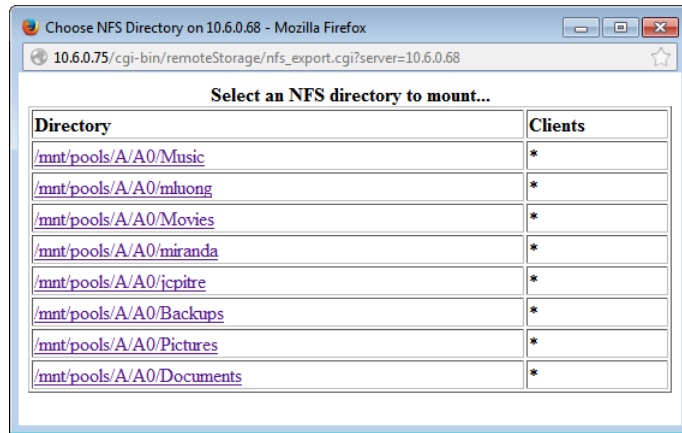 Choose NFS Directory on 10.6.0.68 - Mozilla Firefox
10.6.0.75/cgi-bin/remoteStorage/nfs_export.cgi?server=10.6.0.68
Select an NFS directory to mount...
Directory Clients
/mnt/pools/A/A0/Music *
/mnt/pools/A/A0/mluong *
/mnt/pools/A/A0/Movies *
/mnt/pools/A/A0/miranda *
/mnt/pools/A/A0/jcpitre *
/mnt/pools/A/A0/Backups *
/mnt/pools/A/A0/Pictures *
/mnt/pools/A/A0/Documents *